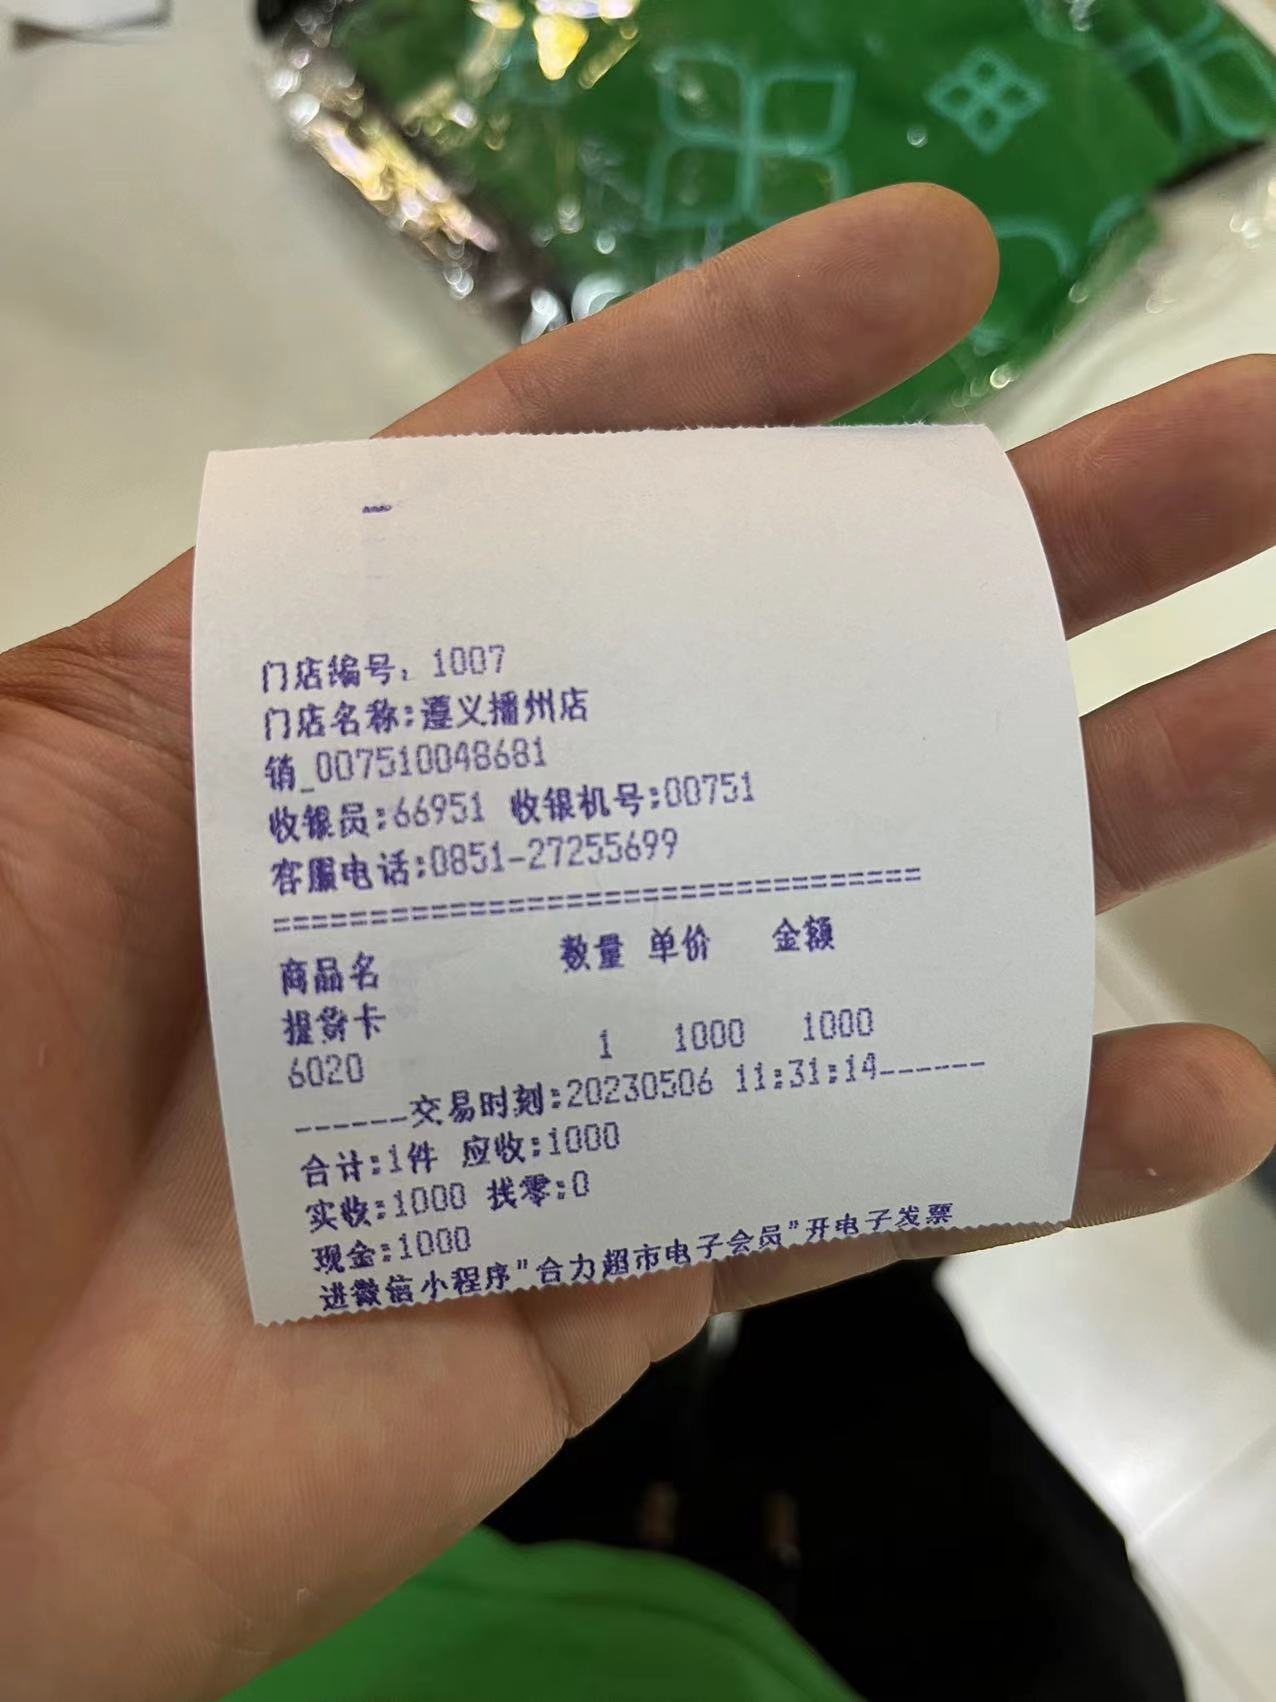 门店编号：1007
门店名称:遵义播州店
销_007510048681
收银员:66951 收银机号:00751
客服电话:0851-27255699
=================================
商品名 数量 单价 金额
提货卡
6020 1 1000 1000
------交易时刻:20230506 11:31:14------
合计:1件 应收:1000
实收:1000 找零:0
现金:1000
进微信小程序"合力超市电子会员"开电子发票